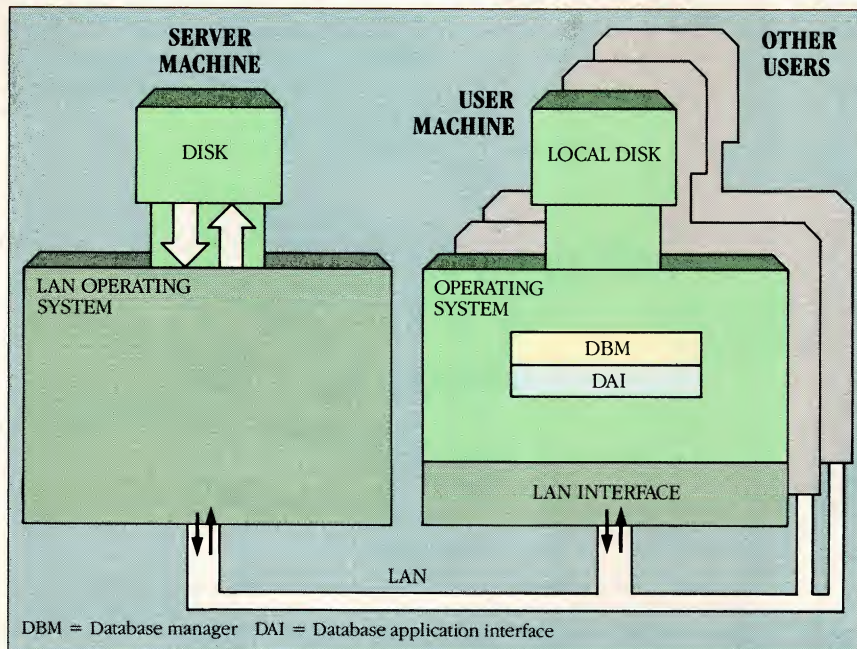 SERVER
MACHINE
DISK
LAN OPERATING
SYSTEM
USER
MACHINE
OTHER
USERS
LOCAL DISK
OPERATING
SYSTEM
DBM
DAI
LAN INTERFACE
LAN
DBM = Database manager DAI = Database application interface